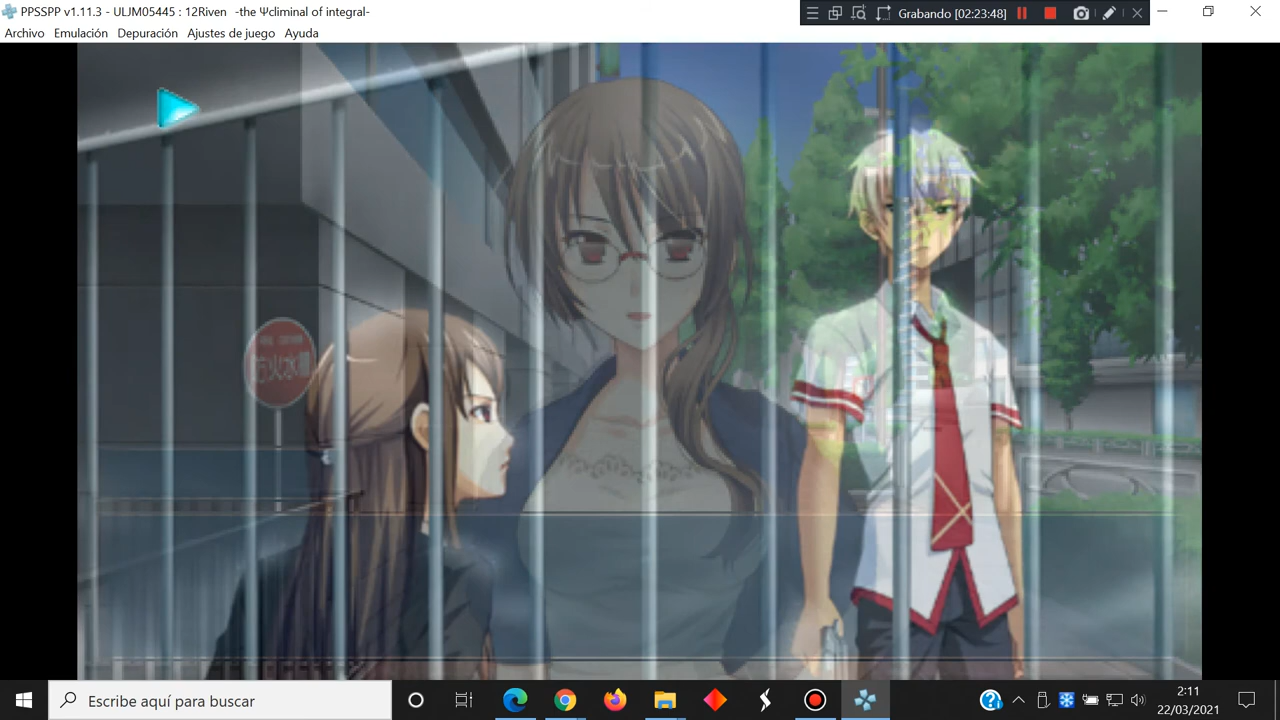 PPSSPP v1.11.3 - ULJM05445 : 12Riven -the Ψcliminal of integral-
Grabando [02:23:48]
Archivo Emulación Depuración Ajustes de juego Ayuda
Escribe aquí para buscar
2:11
22/03/2021